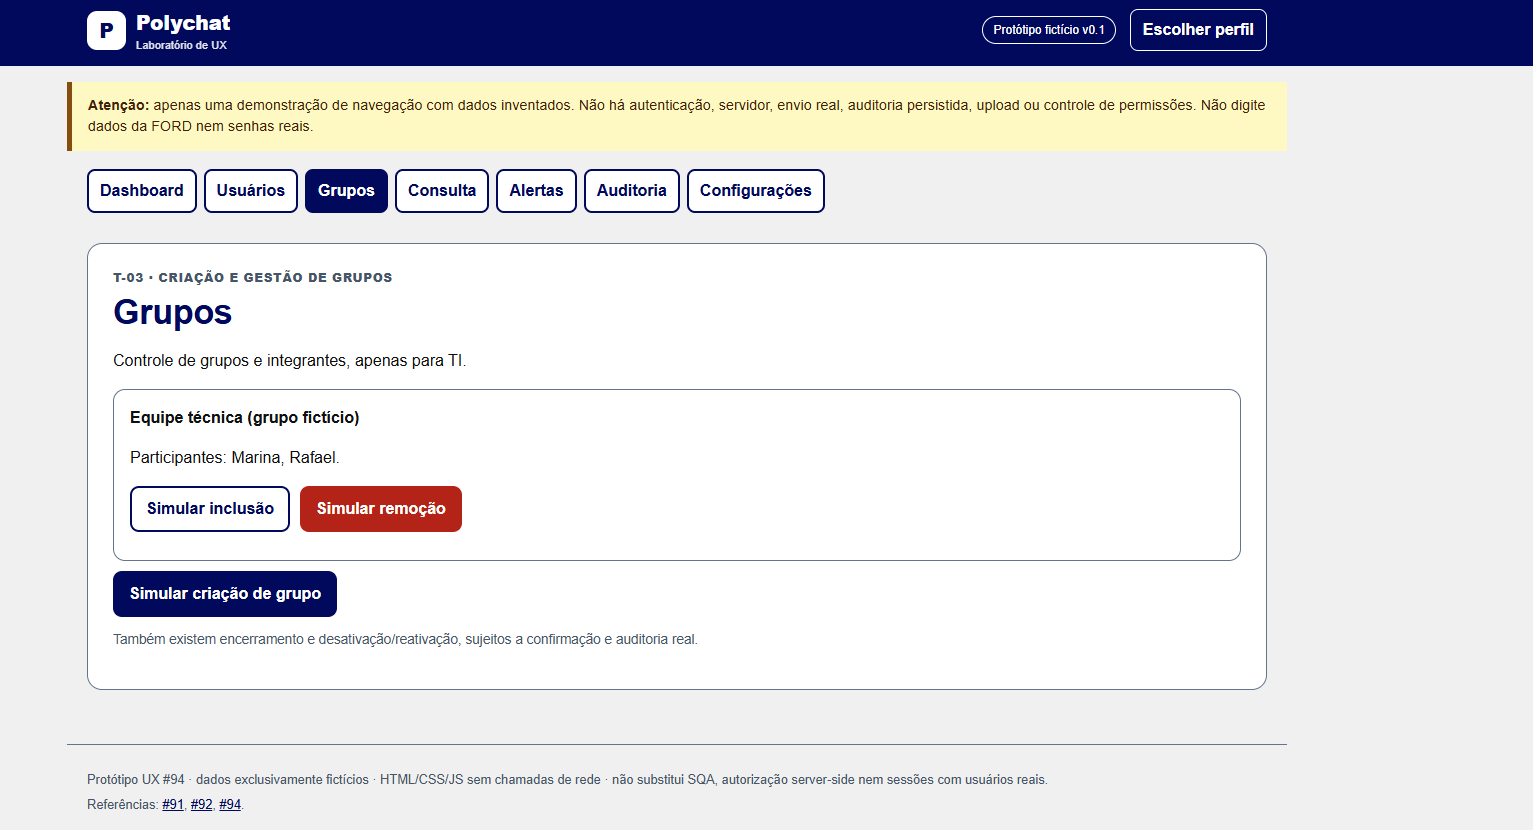 P
Polychat
Laboratório de UX
Protótipo fictício v0.1
Escolher perfil
Atenção: apenas uma demonstração de navegação com dados inventados. Não há autenticação, servidor, envio real, auditoria persistida, upload ou controle de permissões. Não digite
dados da FORD nem senhas reais.
Dashboard
Usuários
Grupos
Consulta
Alertas
Auditoria
Configurações
T-03 · CRIAÇÃO E GESTÃO DE GRUPOS
Grupos
Controle de grupos e integrantes, apenas para TI.
Equipe técnica (grupo fictício)
Participantes: Marina, Rafael.
Simular inclusão
Simular remoção
Simular criação de grupo
Também existem encerramento e desativação/reativação, sujeitos a confirmação e auditoria real.
Protótipo UX #94 · dados exclusivamente fictícios · HTML/CSS/JS sem chamadas de rede · não substitui SQA, autorização server-side nem sessões com usuários reais.
Referências: #91, #92, #94.